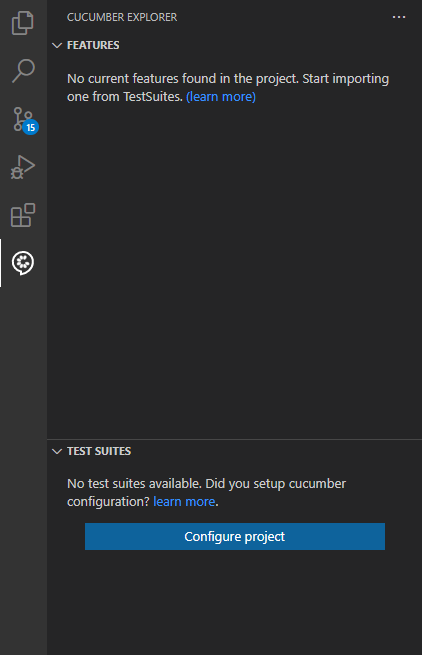 CUCUMBER EXPLORER
FEATURES
No current features found in the project. Start importing
one from TestSuites. (learn more)
15
TEST SUITES
No test suites available. Did you setup cucumber
configuration? learn more.
Configure project